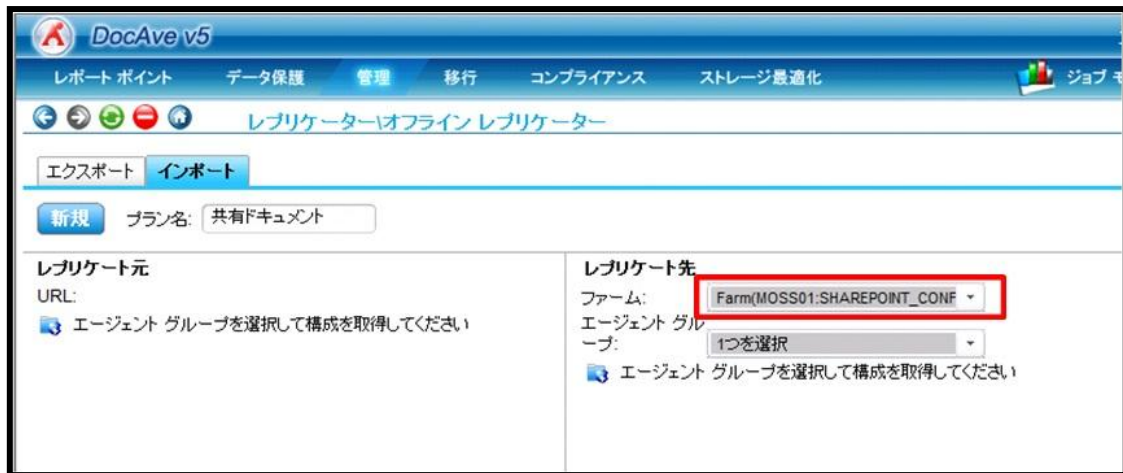 DocAve v5
レポート ポイント データ保護 管理 移行 コンプライアンス ストレージ最適化 ジョブ モ
レプリケーター\オフライン レプリケーター
エクスポート インポート
新規 プラン名: 共有ドキュメント
レプリケート元
URL:
エージェント グループを選択して構成を取得してください
レプリケート先
ファーム: Farm(MOSS01:SHAREPOINT_CONF
エージェント グル
ープ: 1つを選択
エージェント グループを選択して構成を取得してください